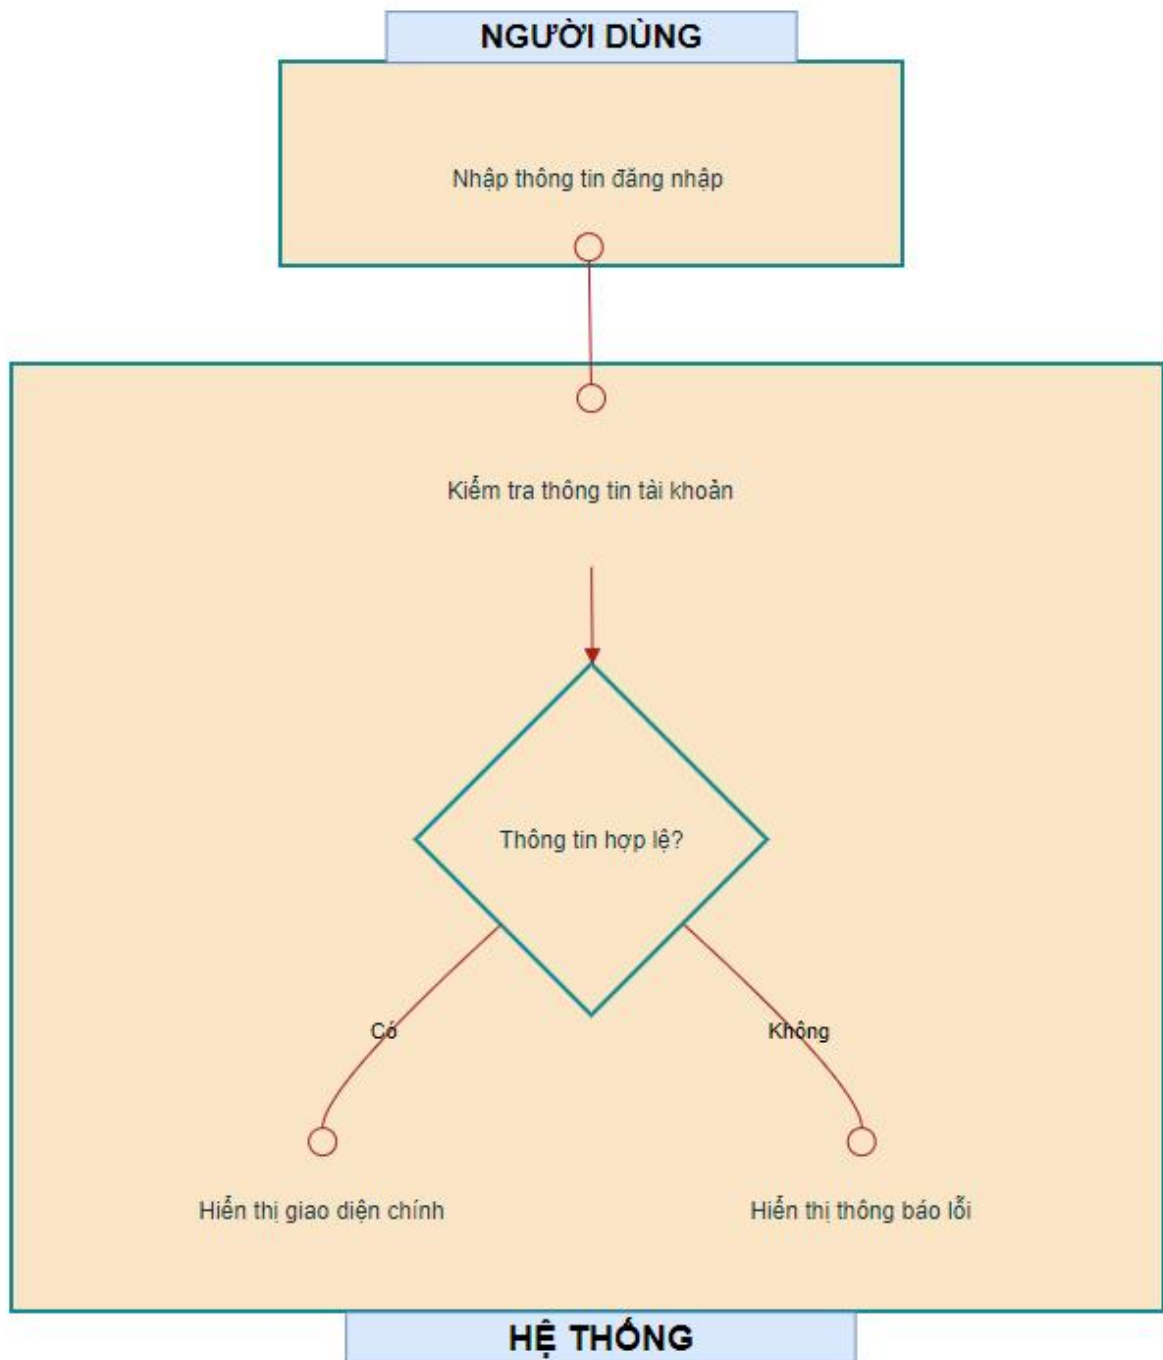 NGƯỜI DÙNG
Nhập thông tin đăng nhập
Kiểm tra thông tin tài khoản
Thông tin hợp lệ?
Có
Không
Hiển thị giao diện chính
Hiển thị thông báo lỗi
HỆ THỐNG